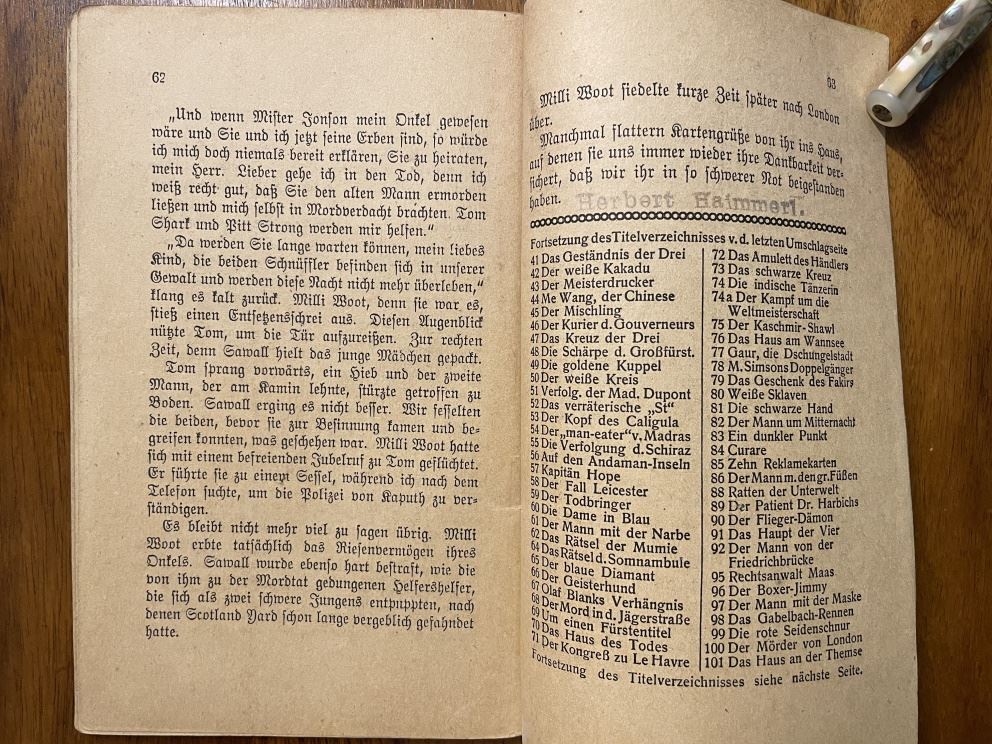 62
„Und wenn Mister Jonson mein Onkel gewesen
wäre und Sie und ich jetzt seine Erben sind, so würde
ich mich doch niemals bereit erklären, Sie zu heiraten,
mein Herr. Lieber gehe ich in den Tod, denn ich
weiß recht gut, daß Sie den alten Mann ermorden
ließen und mich selbst in Mordverdacht brachten. Tom
Shark und Pitt Strong werden mir helfen.“
„Da werden Sie lange warten können, mein liebes
Kind, die beiden Schnüffler befinden sich in unserer
Gewalt und werden diese Nacht nicht mehr überleben,“
klang es kalt zurück. Milli Woot, denn sie war es,
stieß einen Entsetzensschrei aus. Diesen Augenblick
nützte Tom, um die Tür aufzureißen. Zur rechten
Zeit, denn Sawall hielt das junge Mädchen gepackt.
Tom sprang vorwärts, ein Hieb und der zweite
Mann, der am Kamin lehnte, stürzte getroffen zu
Boden. Sawall erging es nicht besser. Wir fesselten
die beiden, bevor sie zur Besinnung kamen und be-
greifen konnten, was geschehen war. Milli Woot hatte
sich mit einem befreienden Jubelruf zu Tom geflüchtet.
Er führte sie zu einem Sessel, während ich nach dem
Telefon suchte, um die Polizei von Kaputh zu ver-
ständigen.
Es bleibt nicht mehr viel zu sagen übrig. Milli
Woot erbte tatsächlich das Riesenvermögen ihres
Onkels. Sawall wurde ebenso hart bestraft, wie die
von ihm zu der Mordtat gedungenen Helfershelfer,
die sich als zwei schwere Jungens entpuppten, nach
denen Scotland Yard schon lange vergeblich gefahndet
hatte.
63
Milli Woot siedelte kurze Zeit später nach London
über.
Manchmal flattern Kartengrüße von ihr ins Haus,
auf denen sie uns immer wieder ihre Dankbarkeit ver-
sichert, daß wir ihr in so schwerer Not beigestanden
haben.
Herbert Haimmerl.
Fortsetzung des Titelverzeichnisses v. d. letzten Umschlagseite
41 Das Geständnis der Drei
42 Der weiße Kakadu
43 Der Meisterdrucker
44 Me Wang, der Chinese
45 Der Mischling
46 Der Kurier d. Gouverneurs
47 Das Kreuz der Drei
48 Die Schärpe d. Großfürst.
49 Die goldene Kuppel
50 Der weiße Kreis
51 Verfolg. der Mad. Dupont
52 Das verräterische „St“
53 Der Kopf des Caligula
54 Der „man-eater“ v. Madras
55 Die Verfolgung d. Schiraz
56 Auf den Andaman-Inseln
57 Kapitän Hope
58 Der Fall Leicester
59 Der Todbringer
60 Die Dame in Blau
61 Der Mann mit der Narbe
62 Das Rätsel der Mumie
64 Das Rätsel d. Somnambule
65 Der blaue Diamant
66 Der Geisterhund
67 Olaf Blanks Verhängnis
68 Der Mord in d. Jägerstraße
69 Um einen Fürstentitel
70 Das Haus des Todes
71 Der Kongreß zu Le Havre
72 Das Amulett des Händlers
73 Das schwarze Kreuz
74 Die indische Tänzerin
74a Der Kampf um die
Weltmeisterschaft
75 Der Kaschmir-Shawl
76 Das Haus am Wannsee
77 Gaur, die Dschungelstadt
78 M. Simsons Doppelgänger
79 Das Geschenk des Fakirs
80 Weiße Sklaven
81 Die schwarze Hand
82 Der Mann um Mitternacht
83 Ein dunkler Punkt
84 Curare
85 Zehn Reklamekarten
86 Der Mann m. den gr. Füßen
88 Ratten der Unterwelt
89 Der Patient Dr. Harbichs
90 Der Flieger-Dämon
91 Das Haupt der Vier
92 Der Mann von der
Friedrichbrücke
95 Rechtsanwalt Maas
96 Der Boxer-Jimmy
97 Der Mann mit der Maske
98 Das Gabelbach-Rennen
99 Die rote Seidenschnur
100 Der Mörder von London
101 Das Haus an der Themse
Fortsetzung des Titelverzeichnisses siehe nächste Seite.